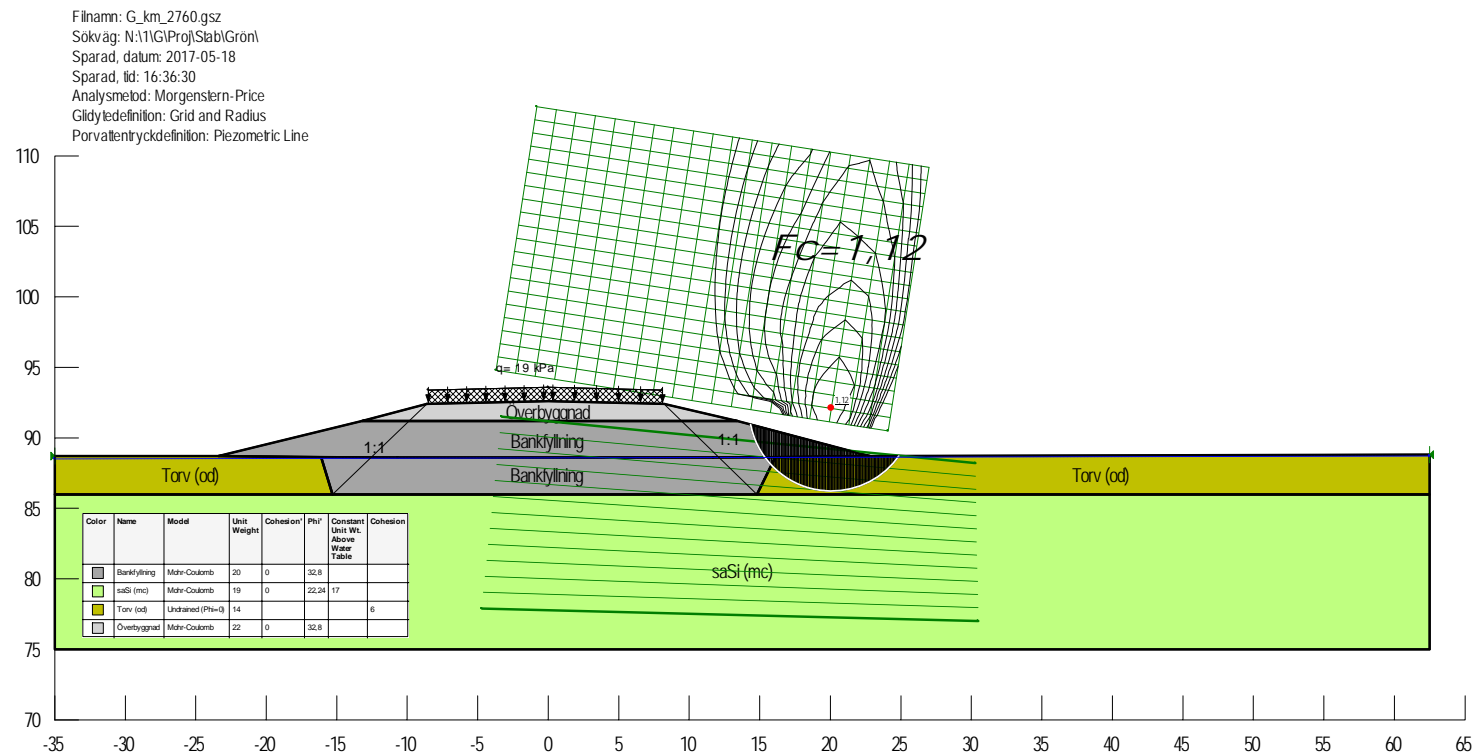 Filnamn: G_km_2760.gsz
Sökväg: N:\1\G\Proj\Stab\Grön\
Sparad, datum: 2017-05-18
Sparad, tid: 16:36:30
Analysmetod: Morgenstern-Price
Glidytedefinition: Grid and Radius
Porvattentryckdefinition: Piezometric Line
110
105
100
95
90
85
80
75
70
Fc=1,12
q= 19 kPa
1,12
Överbyggnad
Bankfyllning
1:1
1:1
Torv (od)
Bankfyllning
Torv (od)
saSi (mc)
Color Name Model Unit Weight Cohesion' Phi' Constant Unit Wt. Above Water Table Cohesion
Bankfyllning Mohr-Coulomb 20 0 32,8
saSi (mc) Mohr-Coulomb 19 0 22,24 17
Torv (od) Undrained (Phi=0) 14 6
Överbyggnad Mohr-Coulomb 22 0 32,8
-35 -30 -25 -20 -15 -10 -5 0 5 10 15 20 25 30 35 40 45 50 55 60 65